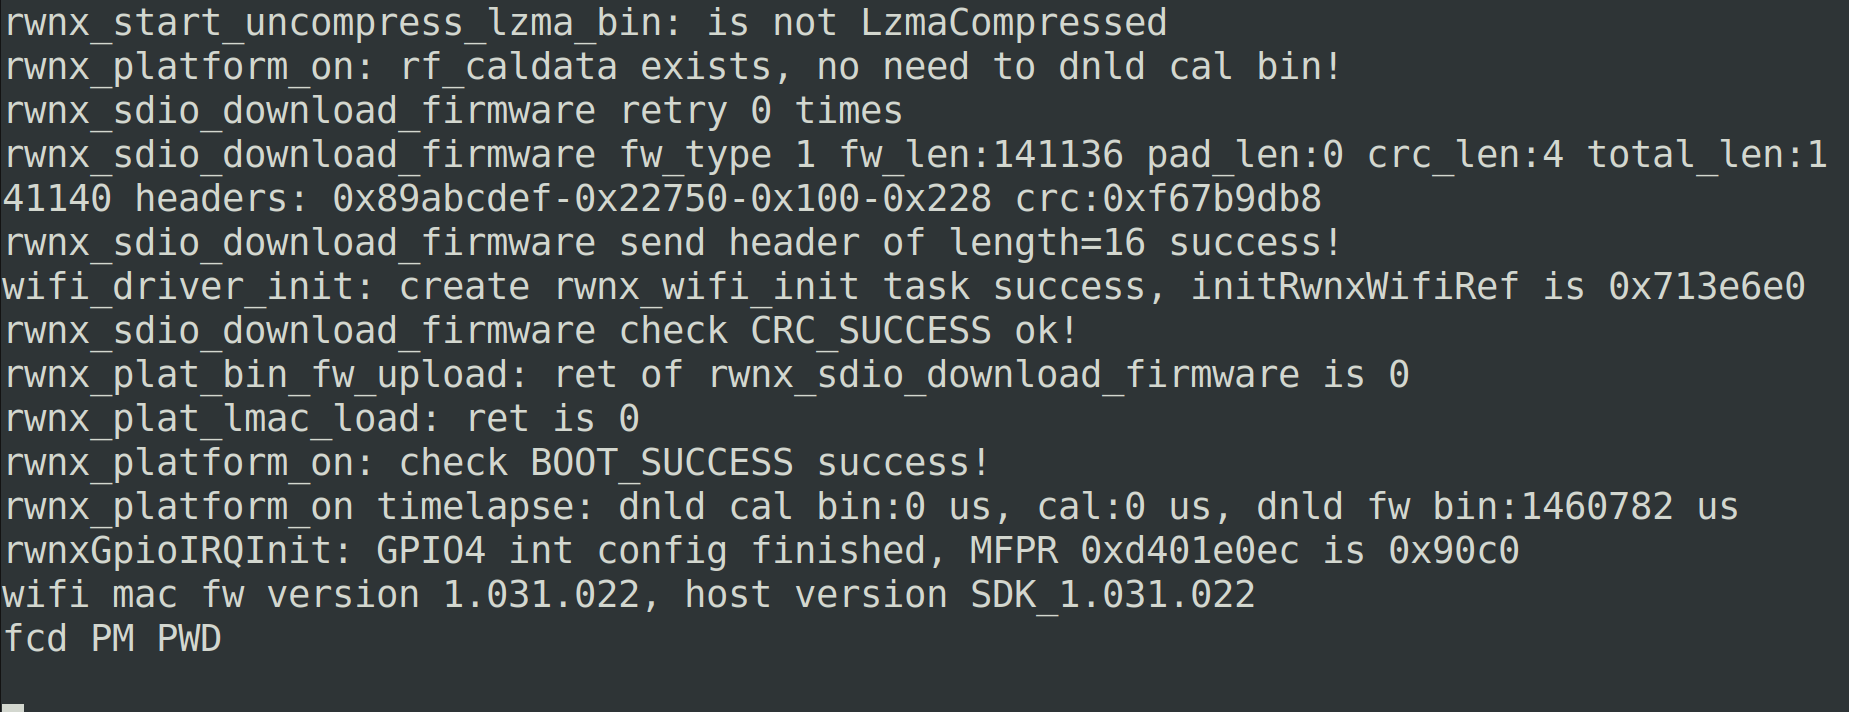 rwnx_start_uncompress_lzma_bin: is not LzmaCompressed
rwnx_platform_on: rf_caldata exists, no need to dnld cal bin!
rwnx_sdio_download_firmware retry 0 times
rwnx_sdio_download_firmware fw_type 1 fw_len:141136 pad_len:0 crc_len:4 total_len:1
41140 headers: 0x89abcdef-0x22750-0x100-0x228 crc:0xf67b9db8
rwnx_sdio_download_firmware send header of length=16 success!
wifi_driver_init: create rwnx_wifi_init task success, initRwnxWifiRef is 0x713e6e0
rwnx_sdio_download_firmware check CRC_SUCCESS ok!
rwnx_plat_bin_fw_upload: ret of rwnx_sdio_download_firmware is 0
rwnx_plat_lmac_load: ret is 0
rwnx_platform_on: check BOOT_SUCCESS success!
rwnx_platform_on timelapse: dnld cal bin:0 us, cal:0 us, dnld fw bin:1460782 us
rwnxGpioIRQInit: GPIO4 int config finished, MFPR 0xd401e0ec is 0x90c0
wifi mac fw version 1.031.022, host version SDK_1.031.022
fcd PM PWD